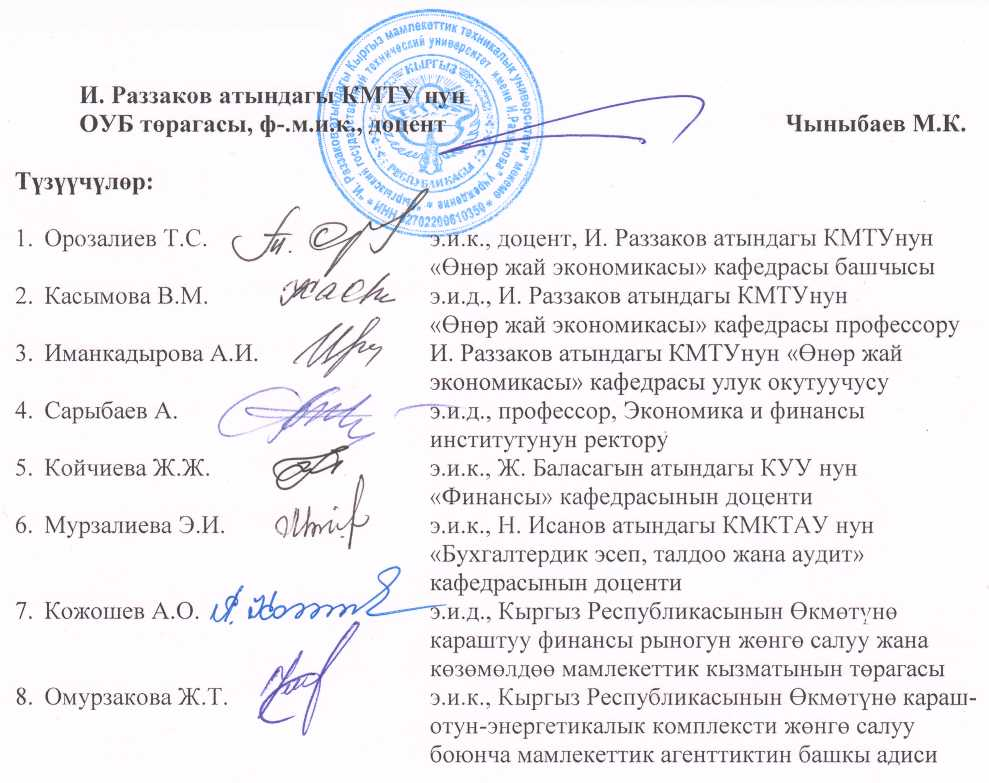 И. Раззаков атындагы КМТУ нун
ОУБ төрагасы, ф-.м.и.к., доцент Чыныбаев М.К.
Түзүүчүлөр:
1. Орозалиев Т.С. э.и.к., доцент, И. Раззаков атындагы КМТУнун
«Өнөр жай экономикасы» кафедрасы башчысы
2. Касымова В.М. э.и.д., И. Раззаков атындагы КМТУнун
«Өнөр жай экономикасы» кафедрасы профессору
3. Иманкадырова А.И. И. Раззаков атындагы КМТУнун «Өнөр жай
экономикасы» кафедрасы улук окутуучусу
4. Сарыбаев А. э.и.д., профессор, Экономика и финансы
институтунун ректору
5. Койчиева Ж.Ж. э.и.к., Ж. Баласагын атындагы КУУ нун
«Финансы» кафедрасынын доценти
6. Мурзалиева Э.И. э.и.к., Н. Исанов атындагы КМКТАУ нун
«Бухгалтердик эсеп, талдоо жана аудит»
кафедрасынын доценти
7. Кожошев А.О. э.и.д., Кыргыз Республикасынын Өкмөтүнө
караштуу финансы рыногун жөнгө салуу жана
көзөмөлдөө мамлекеттик кызматынын төрагасы
8. Омурзакова Ж.Т. э.и.к., Кыргыз Республикасынын Өкмөтүнө караш-
отун-энергетикалык комплексти жөнгө салуу
боюнча мамлекеттик агенттиктин башкы адиси
КЫРГЫЗ
РЕСПУБЛИКАСЫ